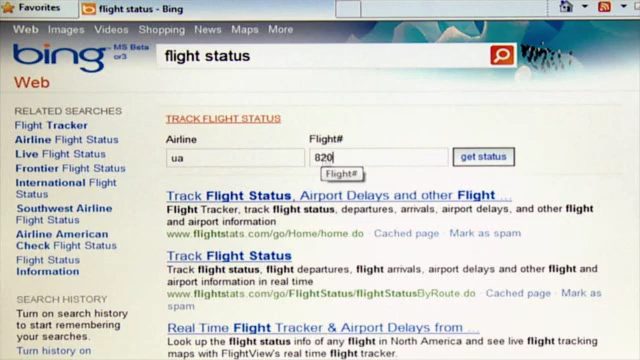 Favorites
flight status - Bing
Web Images Videos Shopping News Maps More
bing
MS Beta
or3
flight status
Web
RELATED SEARCHES
Flight Tracker
Airline Flight Status
Live Flight Status
Frontier Flight Status
International Flight
Status
Southwest Airline
Flight Status
Airline American
Check Flight Status
Flight Status
Information
SEARCH HISTORY
Turn on search history
to start remembering
your searches.
Turn history on
TRACK FLIGHT STATUS
Airline Flight#
ua 820 get status
Flight#
Track Flight Status, Airport Delays and other Flight ...
Flight Tracker, track flight status, departures, arrivals, airport delays, and other flight
and airport information
www.flightstats.com/go/Home/home.do · Cached page · Mark as spam
Track Flight Status
Track flight status, flight departures, flight arrivals, airport delays and other flight
and airport information in real time
www.flightstats.com/go/FlightStatus/flightStatusByRoute.do · Cached page · Mark as
spam
Real Time Flight Tracker & Airport Delays from ...
Look up the flight status info of any flight in North America and see live flight tracking
maps with FlightView's real time flight tracker.